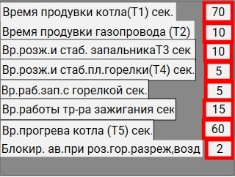 Время продувки котла(Т1) сек. 70
Время продувки газопровода (Т2) 10
Вр.розж.и стаб. запальникаТ3 сек 10
Вр.розж.и стаб.пл.горелки(Т4) сек. 5
Вр.раб.зап.с горелкой сек. 5
Вр.работы тр-ра зажигания сек 15
Вр.прогрева котла (Т5) сек. 60
Блокир. ав.при роз.гор.разреж,возд 2